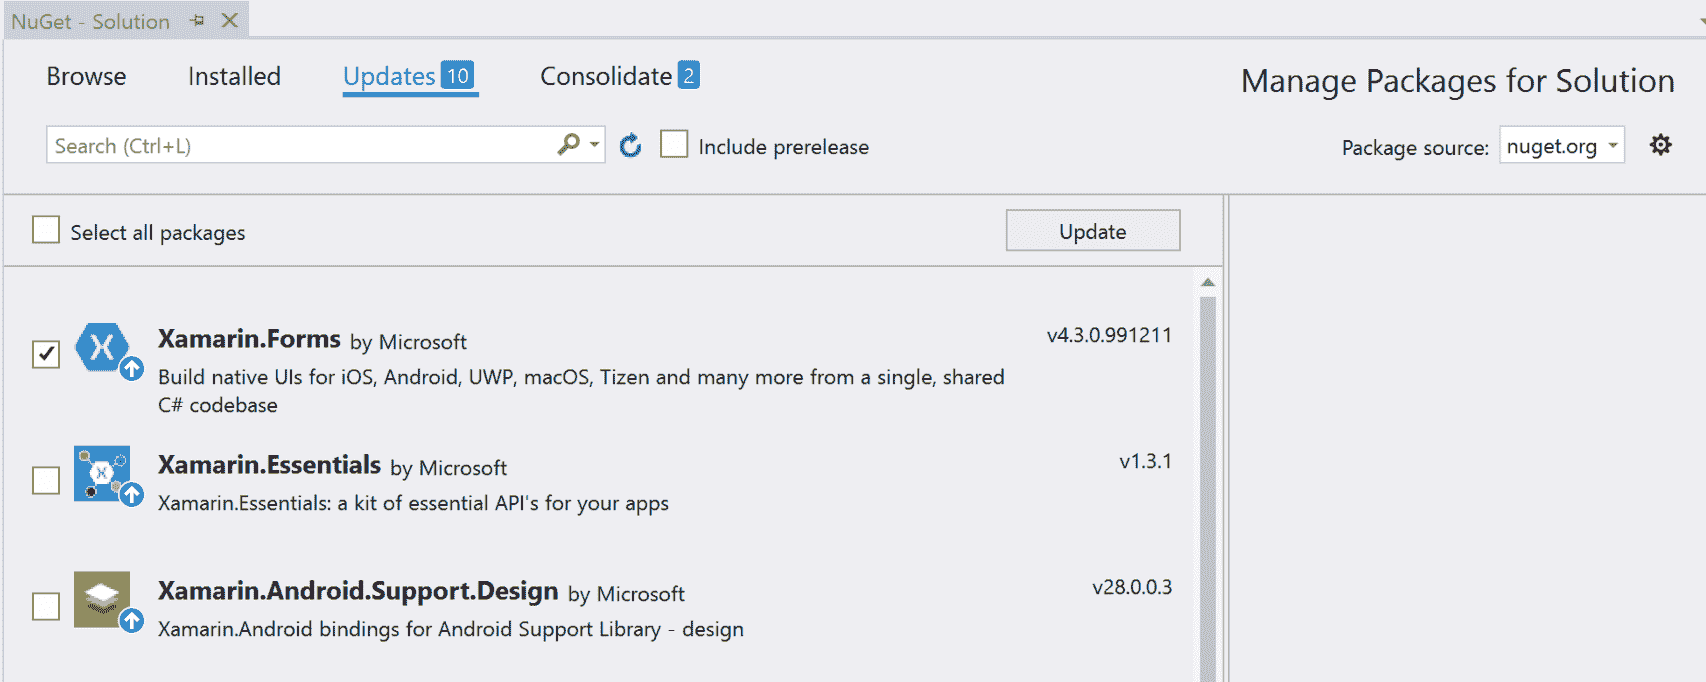 NuGet - Solution
Browse Installed Updates 10 Consolidate 2
Manage Packages for Solution
Search (Ctrl+L) Include prerelease Package source: nuget.org
Select all packages Update
Xamarin.Forms by Microsoft v4.3.0.991211
Build native UIs for iOS, Android, UWP, macOS, Tizen and many more from a single, shared
C# codebase
Xamarin.Essentials by Microsoft v1.3.1
Xamarin.Essentials: a kit of essential API's for your apps
Xamarin.Android.Support.Design by Microsoft v28.0.0.3
Xamarin.Android bindings for Android Support Library - design